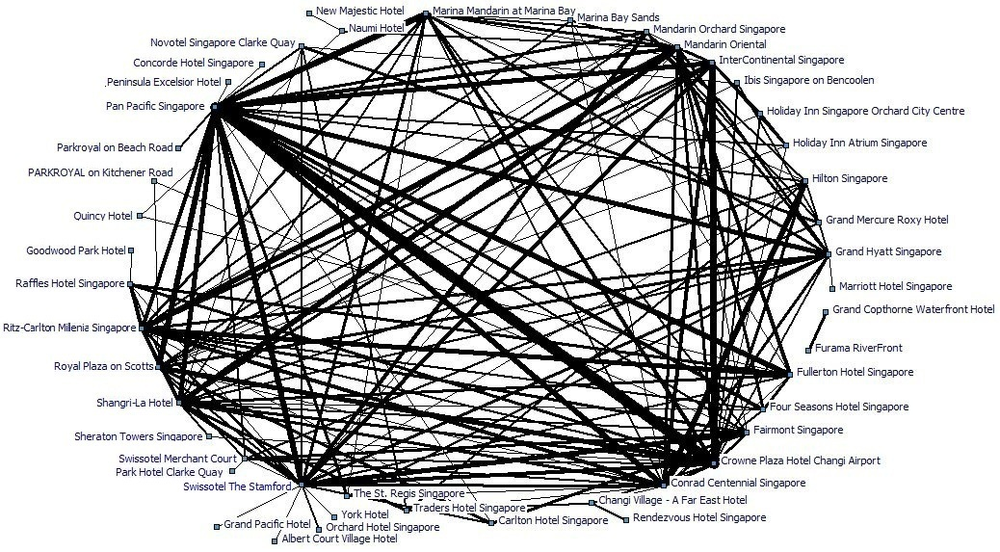 New Majestic Hotel
Marina Mandarin at Marina Bay
Marina Bay Sands
Naumi Hotel
Mandarin Orchard Singapore
Novotel Singapore Clarke Quay
Mandarin Oriental
Concorde Hotel Singapore
InterContinental Singapore
Peninsula Excelsior Hotel
Ibis Singapore on Bencoolen
Pan Pacific Singapore
Holiday Inn Singapore Orchard City Centre
Parkroyal on Beach Road
Holiday Inn Atrium Singapore
PARKROYAL on Kitchener Road
Hilton Singapore
Quincy Hotel
Grand Mercure Roxy Hotel
Goodwood Park Hotel
Grand Hyatt Singapore
Raffles Hotel Singapore
Marriott Hotel Singapore
Grand Copthorne Waterfront Hotel
Ritz-Carlton Millenia Singapore
Furama RiverFront
Royal Plaza on Scotts
Fullerton Hotel Singapore
Shangri-La Hotel
Four Seasons Hotel Singapore
Fairmont Singapore
Sheraton Towers Singapore
Swissotel Merchant Court
Crowne Plaza Hotel Changi Airport
Park Hotel Clarke Quay
Conrad Centennial Singapore
Swissotel The Stamford
The St. Regis Singapore
Changi Village - A Far East Hotel
Traders Hotel Singapore
York Hotel
Carlton Hotel Singapore
Rendezvous Hotel Singapore
Grand Pacific Hotel
Orchard Hotel Singapore
Albert Court Village Hotel